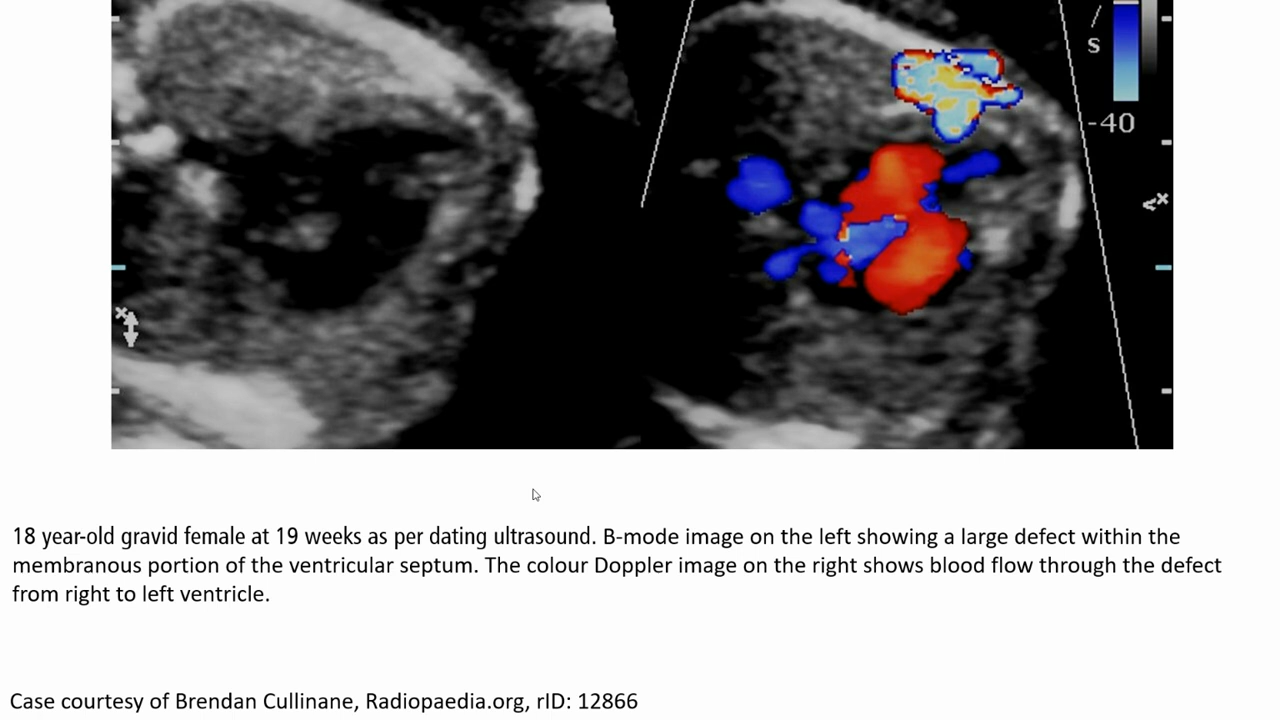 s
-40
18 year-old gravid female at 19 weeks as per dating ultrasound. B-mode image on the left showing a large defect within the
membranous portion of the ventricular septum. The colour Doppler image on the right shows blood flow through the defect
from right to left ventricle.
Case courtesy of Brendan Cullinane, Radiopaedia.org, rID: 12866